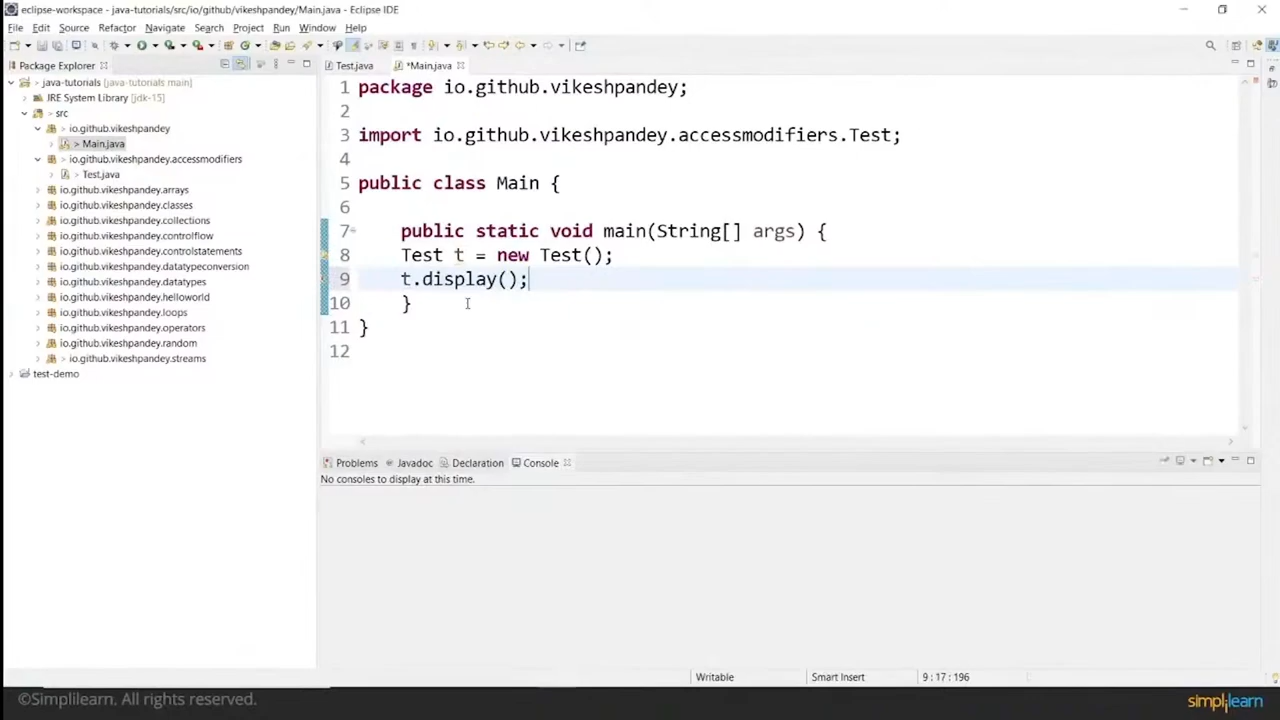 eclipse-workspace - java-tutorials/src/io/github/vikeshpandey/Main.java - Eclipse IDE
File Edit Source Refactor Navigate Search Project Run Window Help
Package Explorer
Test.java
*Main.java
> java-tutorials [java-tutorials main]
JRE System Library [jdk-15]
> src
> io.github.vikeshpandey
> Main.java
> io.github.vikeshpandey.accessmodifiers
> Test.java
io.github.vikeshpandey.arrays
io.github.vikeshpandey.classes
io.github.vikeshpandey.collections
io.github.vikeshpandey.controlflow
io.github.vikeshpandey.controlstatements
io.github.vikeshpandey.datatypeconversion
io.github.vikeshpandey.datatypes
io.github.vikeshpandey.helloworld
io.github.vikeshpandey.loops
io.github.vikeshpandey.operators
io.github.vikeshpandey.random
> io.github.vikeshpandey.streams
test-demo
1 package io.github.vikeshpandey;
2
3 import io.github.vikeshpandey.accessmodifiers.Test;
4
5 public class Main {
6
7 public static void main(String[] args) {
8 Test t = new Test();
9 t.display();
10 }
11 }
12
Problems Javadoc Declaration Console
No consoles to display at this time.
Writable Smart Insert 9 : 17 : 196
©Simplilearn. All rights reserved.
simplilearn